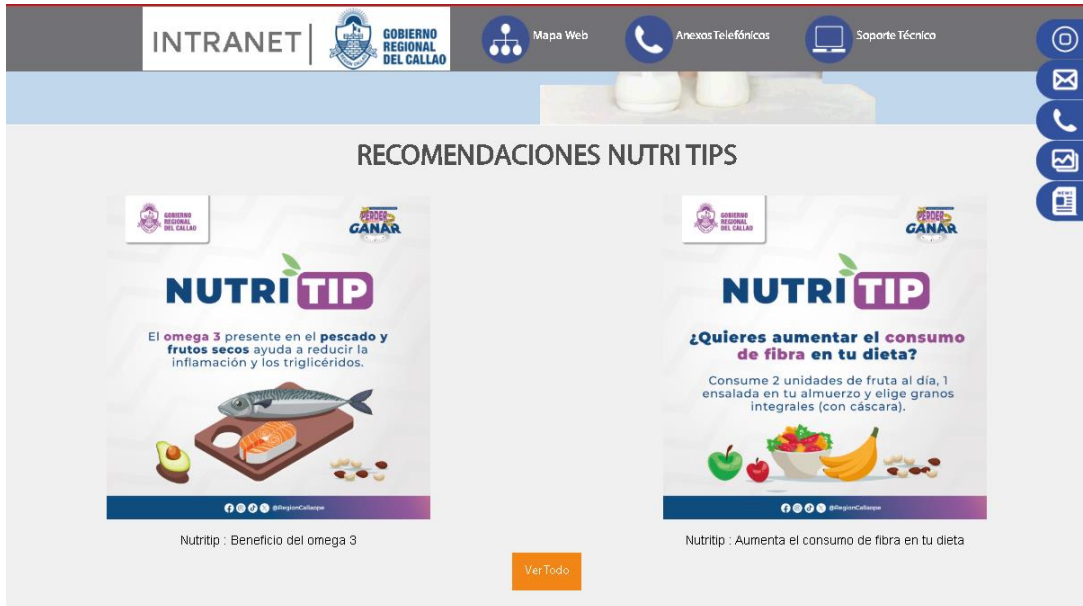 INTRANET
GOBIERNO
REGIONAL
DEL CALLAO
Mapa Web
Anexos Telefónicos
Soporte Técnico
NEWS
RECOMENDACIONES NUTRI TIPS
GOBIERNO
REGIONAL
DEL CALLAO
PERDER
GANAR
NUTRI TIP
El omega 3 presente en el pescado y
frutos secos ayuda a reducir la
inflamación y los triglicéridos.
@RegionCallaope
Nutritip : Beneficio del omega 3
GOBIERNO
REGIONAL
DEL CALLAO
PERDER
GANAR
NUTRI TIP
¿Quieres aumentar el consumo
de fibra en tu dieta?
Consume 2 unidades de fruta al día, 1
ensalada en tu almuerzo y elige granos
integrales (con cáscara).
@RegionCallaope
Nutritip : Aumenta el consumo de fibra en tu dieta
Ver Todo